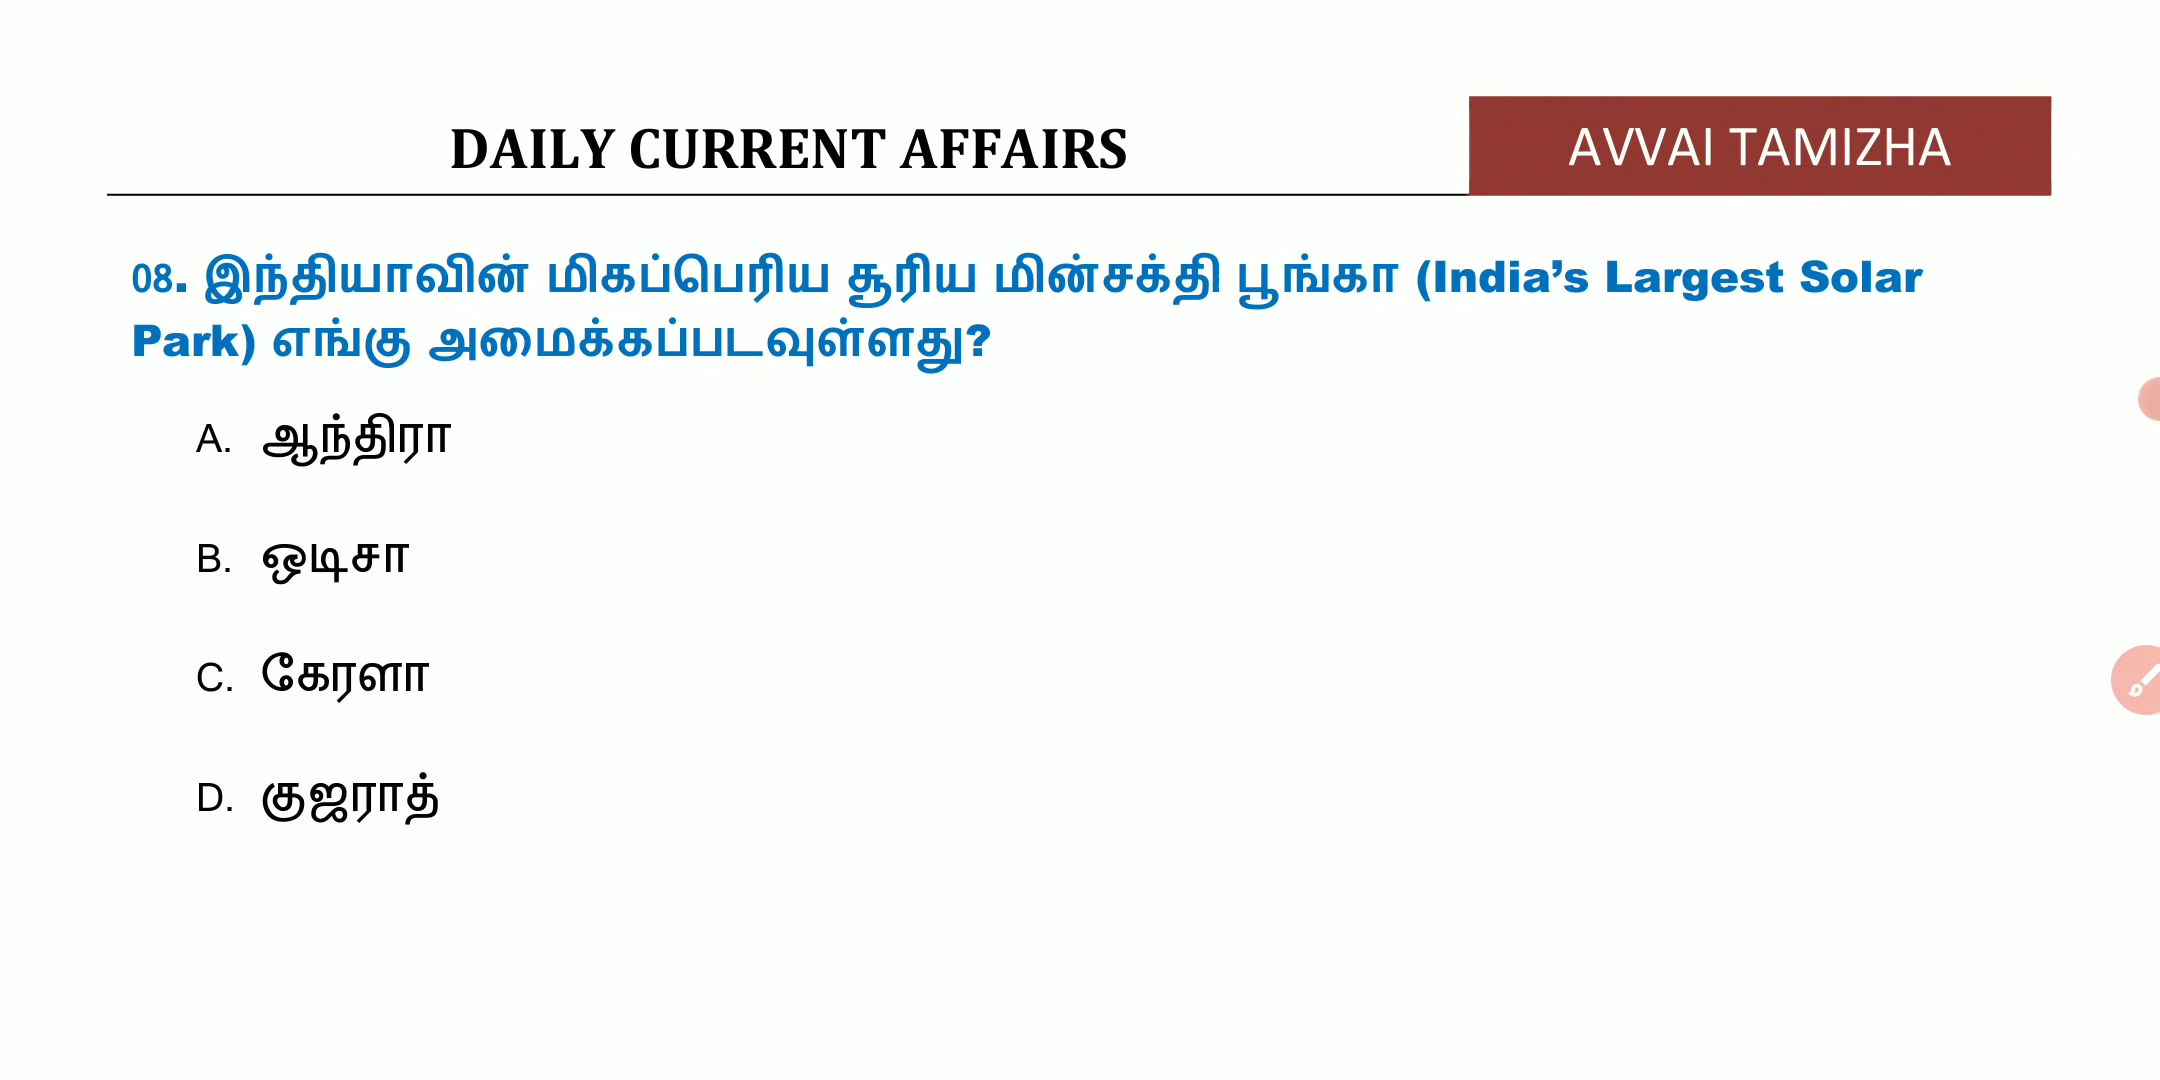 DAILY CURRENT AFFAIRS
AVVAI TAMIZHA
08. இந்தியாவின் மிகப்பெரிய சூரிய மின்சக்தி பூங்கா (India’s Largest Solar
Park) எங்கு அமைக்கப்படவுள்ளது?
A. ஆந்திரா
B. ஒடிசா
C. கேரளா
D. குஜராத்